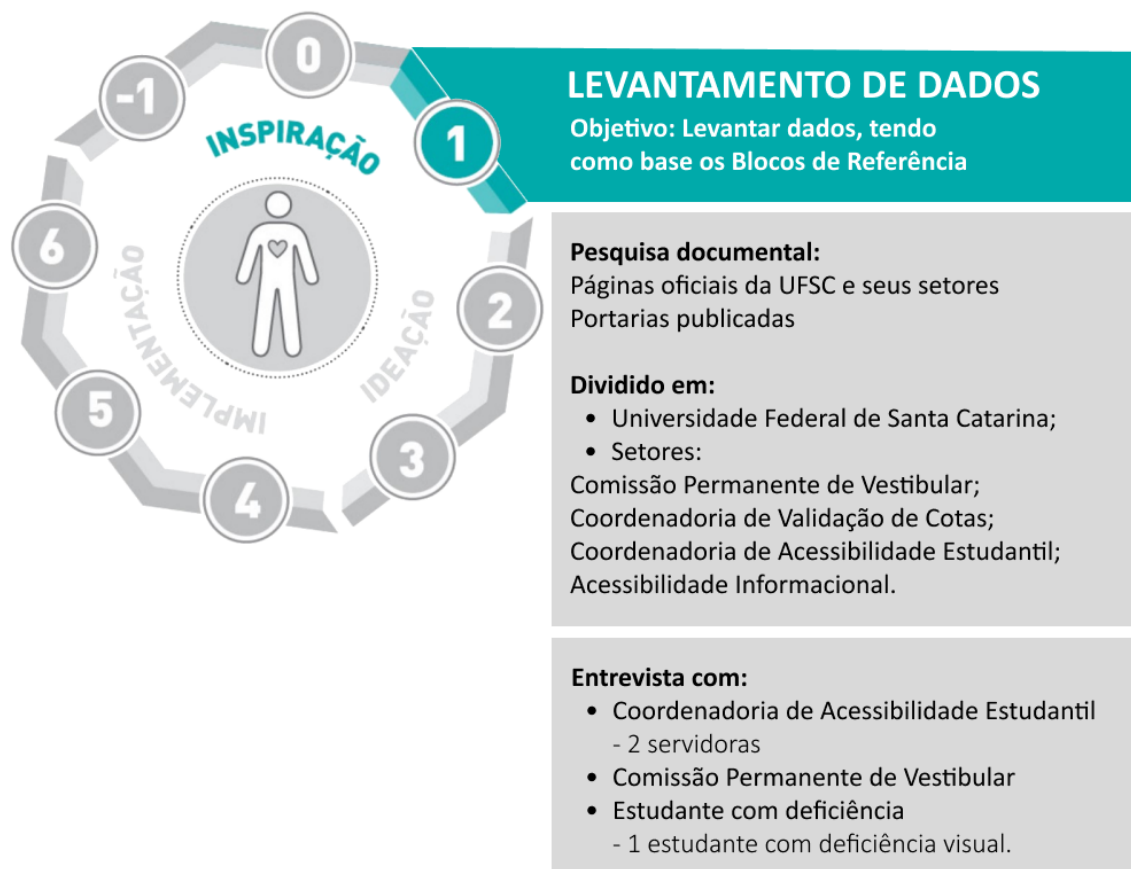 0
-1
1
INSPIRAÇÃO
6
2
IMPLEMENTAÇÃO
IDEAÇÃO
5
3
4
LEVANTAMENTO DE DADOS
Objetivo: Levantar dados, tendo
como base os Blocos de Referência
Pesquisa documental:
Páginas oficiais da UFSC e seus setores
Portarias publicadas
Dividido em:
• Universidade Federal de Santa Catarina;
• Setores:
Comissão Permanente de Vestibular;
Coordenadoria de Validação de Cotas;
Coordenadoria de Acessibilidade Estudantil;
Acessibilidade Informacional.
Entrevista com:
• Coordenadoria de Acessibilidade Estudantil
- 2 servidoras
• Comissão Permanente de Vestibular
• Estudante com deficiência
- 1 estudante com deficiência visual.